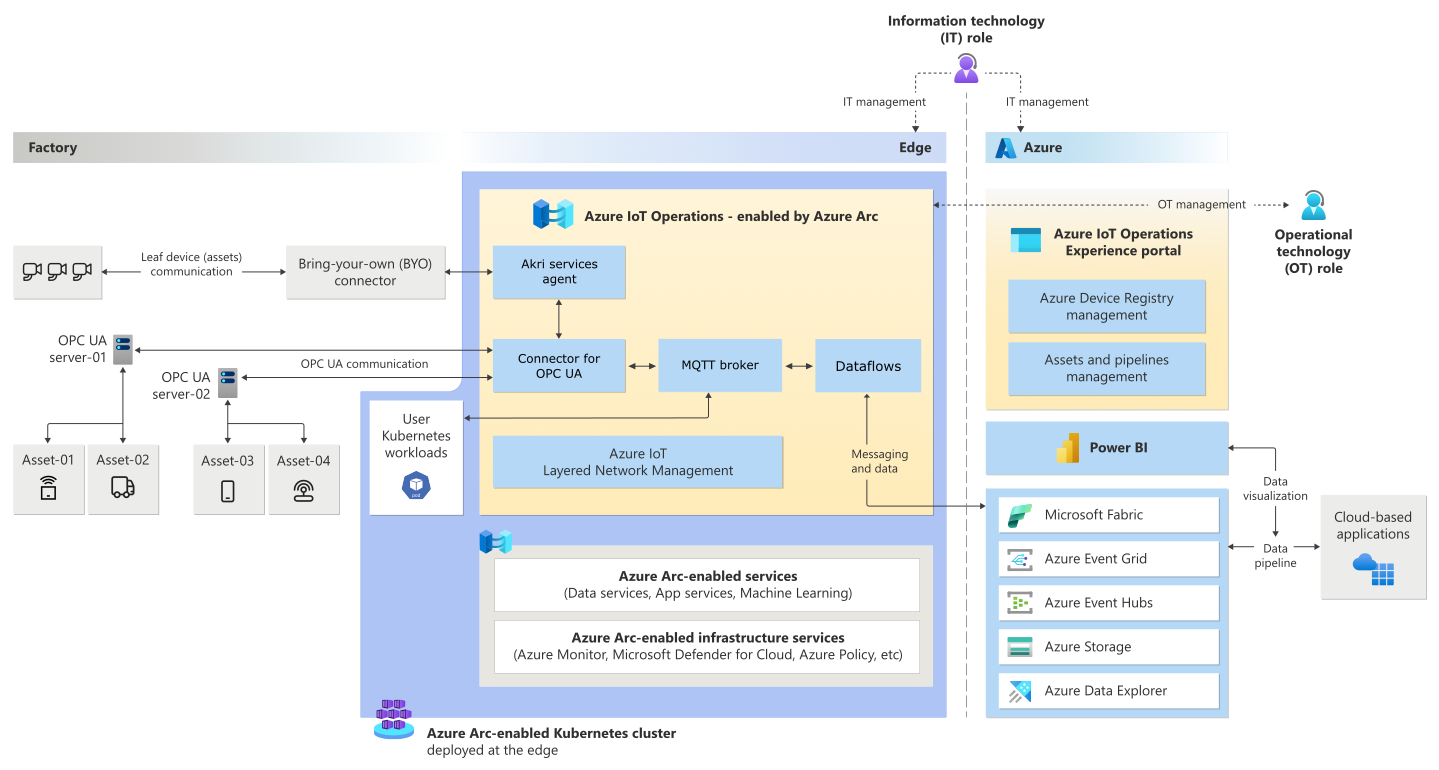 Information technology
(IT) role
IT management
IT management
Factory
Edge
Azure
Azure IoT Operations - enabled by Azure Arc
OT management
Operational
technology
(OT) role
Azure IoT Operations
Experience portal
Leaf device (assets)
communication
Bring-your-own (BYO)
connector
Akri services
agent
Azure Device Registry
management
OPC UA
server-01
OPC UA communication
Connector for
OPC UA
MQTT broker
Dataflows
Assets and pipelines
management
OPC UA
server-02
User
Kubernetes
workloads
pod
Azure IoT
Layered Network Management
Messaging
and data
Power BI
Asset-01
Asset-02
Asset-03
Asset-04
Data
visualization
Microsoft Fabric
Azure Event Grid
Azure Event Hubs
Azure Storage
Azure Data Explorer
Data
pipeline
Cloud-based
applications
Azure Arc-enabled services
(Data services, App services, Machine Learning)
Azure Arc-enabled infrastructure services
(Azure Monitor, Microsoft Defender for Cloud, Azure Policy, etc)
Azure Arc-enabled Kubernetes cluster
deployed at the edge